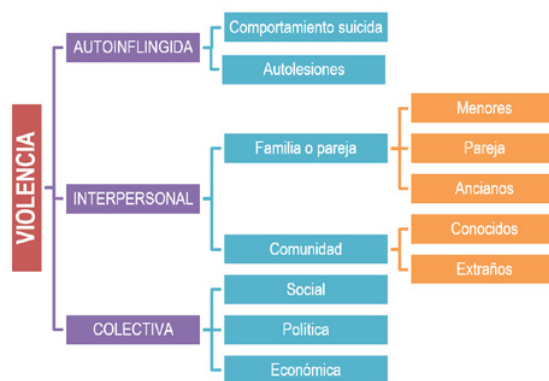 VIOLENCIA
AUTOINFLINGIDA
Comportamiento suicida
Autolesiones
INTERPERSONAL
Familia o pareja
Menores
Pareja
Ancianos
Comunidad
Conocidos
Extraños
COLECTIVA
Social
Política
Económica